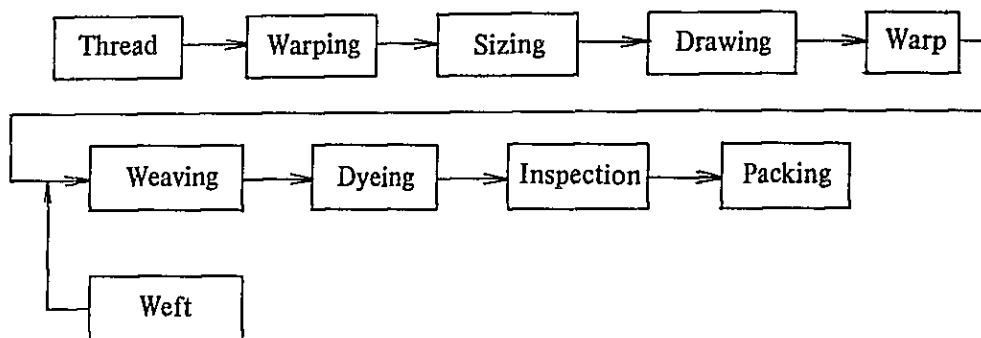 Thread
Warping
Sizing
Drawing
Warp
Weaving
Dyeing
Inspection
Packing
Weft